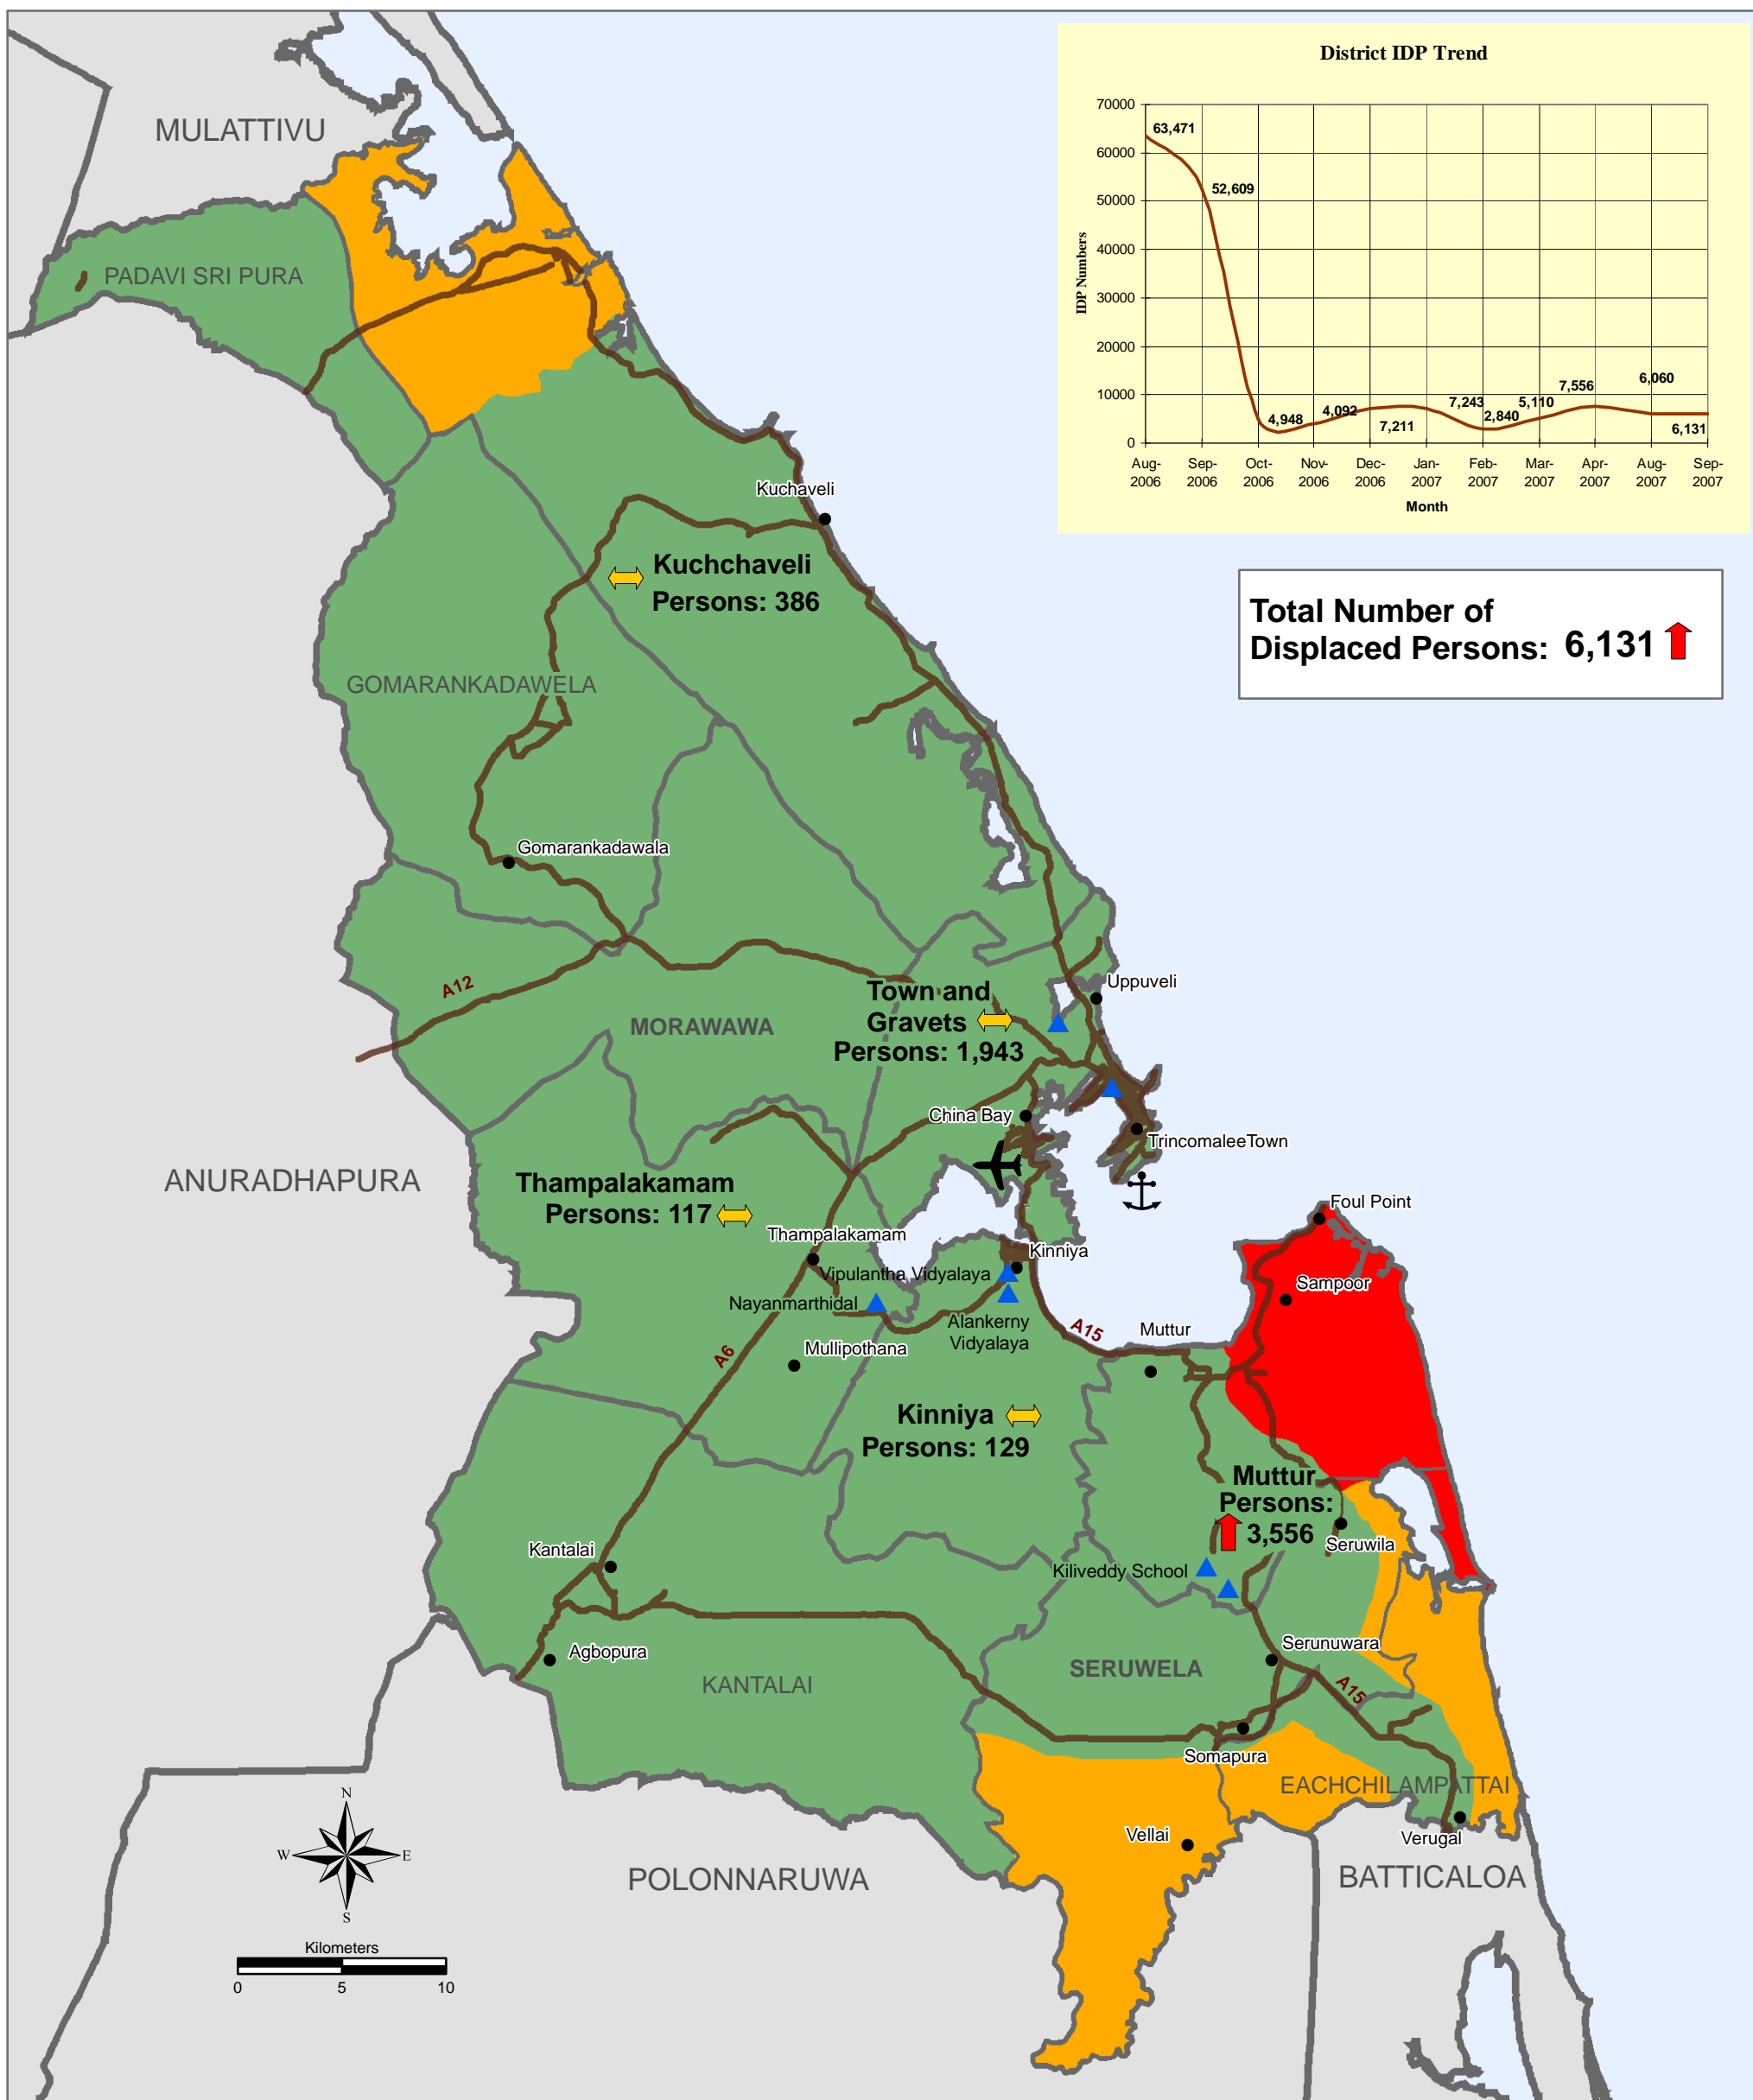 District IDP Trend
IDP Numbers
70000
60000
50000
40000
30000
20000
10000
0
63,471
52,609
4,948
4,092
7,211
7,243
2,840
5,110
7,556
6,060
6,131
Aug-
2006
Sep-
2006
Oct-
2006
Nov-
2006
Dec-
2006
Jan-
2007
Feb-
2007
Mar-
2007
Apr-
2007
Aug-
2007
Sep-
2007
Month
Total Number of
Displaced Persons: 6,131
MULATTIVU
PADAVI SRI PURA
Kuchaveli
Kuchchaveli
Persons: 386
GOMARANKADAWELA
Gomarankadawala
A12
MORAWAWA
Town and
Gravets
Persons: 1,943
Uppuveli
China Bay
TrincomaleeTown
ANURADHAPURA
Thampalakamam
Persons: 117
Thampalakamam
Vipulantha Vidyalaya
Kinniya
Nayanmarthidal
Alankerny
Vidyalaya
Mullipothana
A6
A15
Muttur
Foul Point
Sampoor
Kinniya
Persons: 129
Muttur
Persons:
3,556
Seruwila
Kiliveddy School
Kantalai
Agbopura
KANTALAI
Serunuwara
SERUWELA
A15
Somapura
EACHCHILAMPATTAI
Vellai
Verugal
POLONNARUWA
BATTICALOA
N
W
E
S
Kilometers
0
5
10